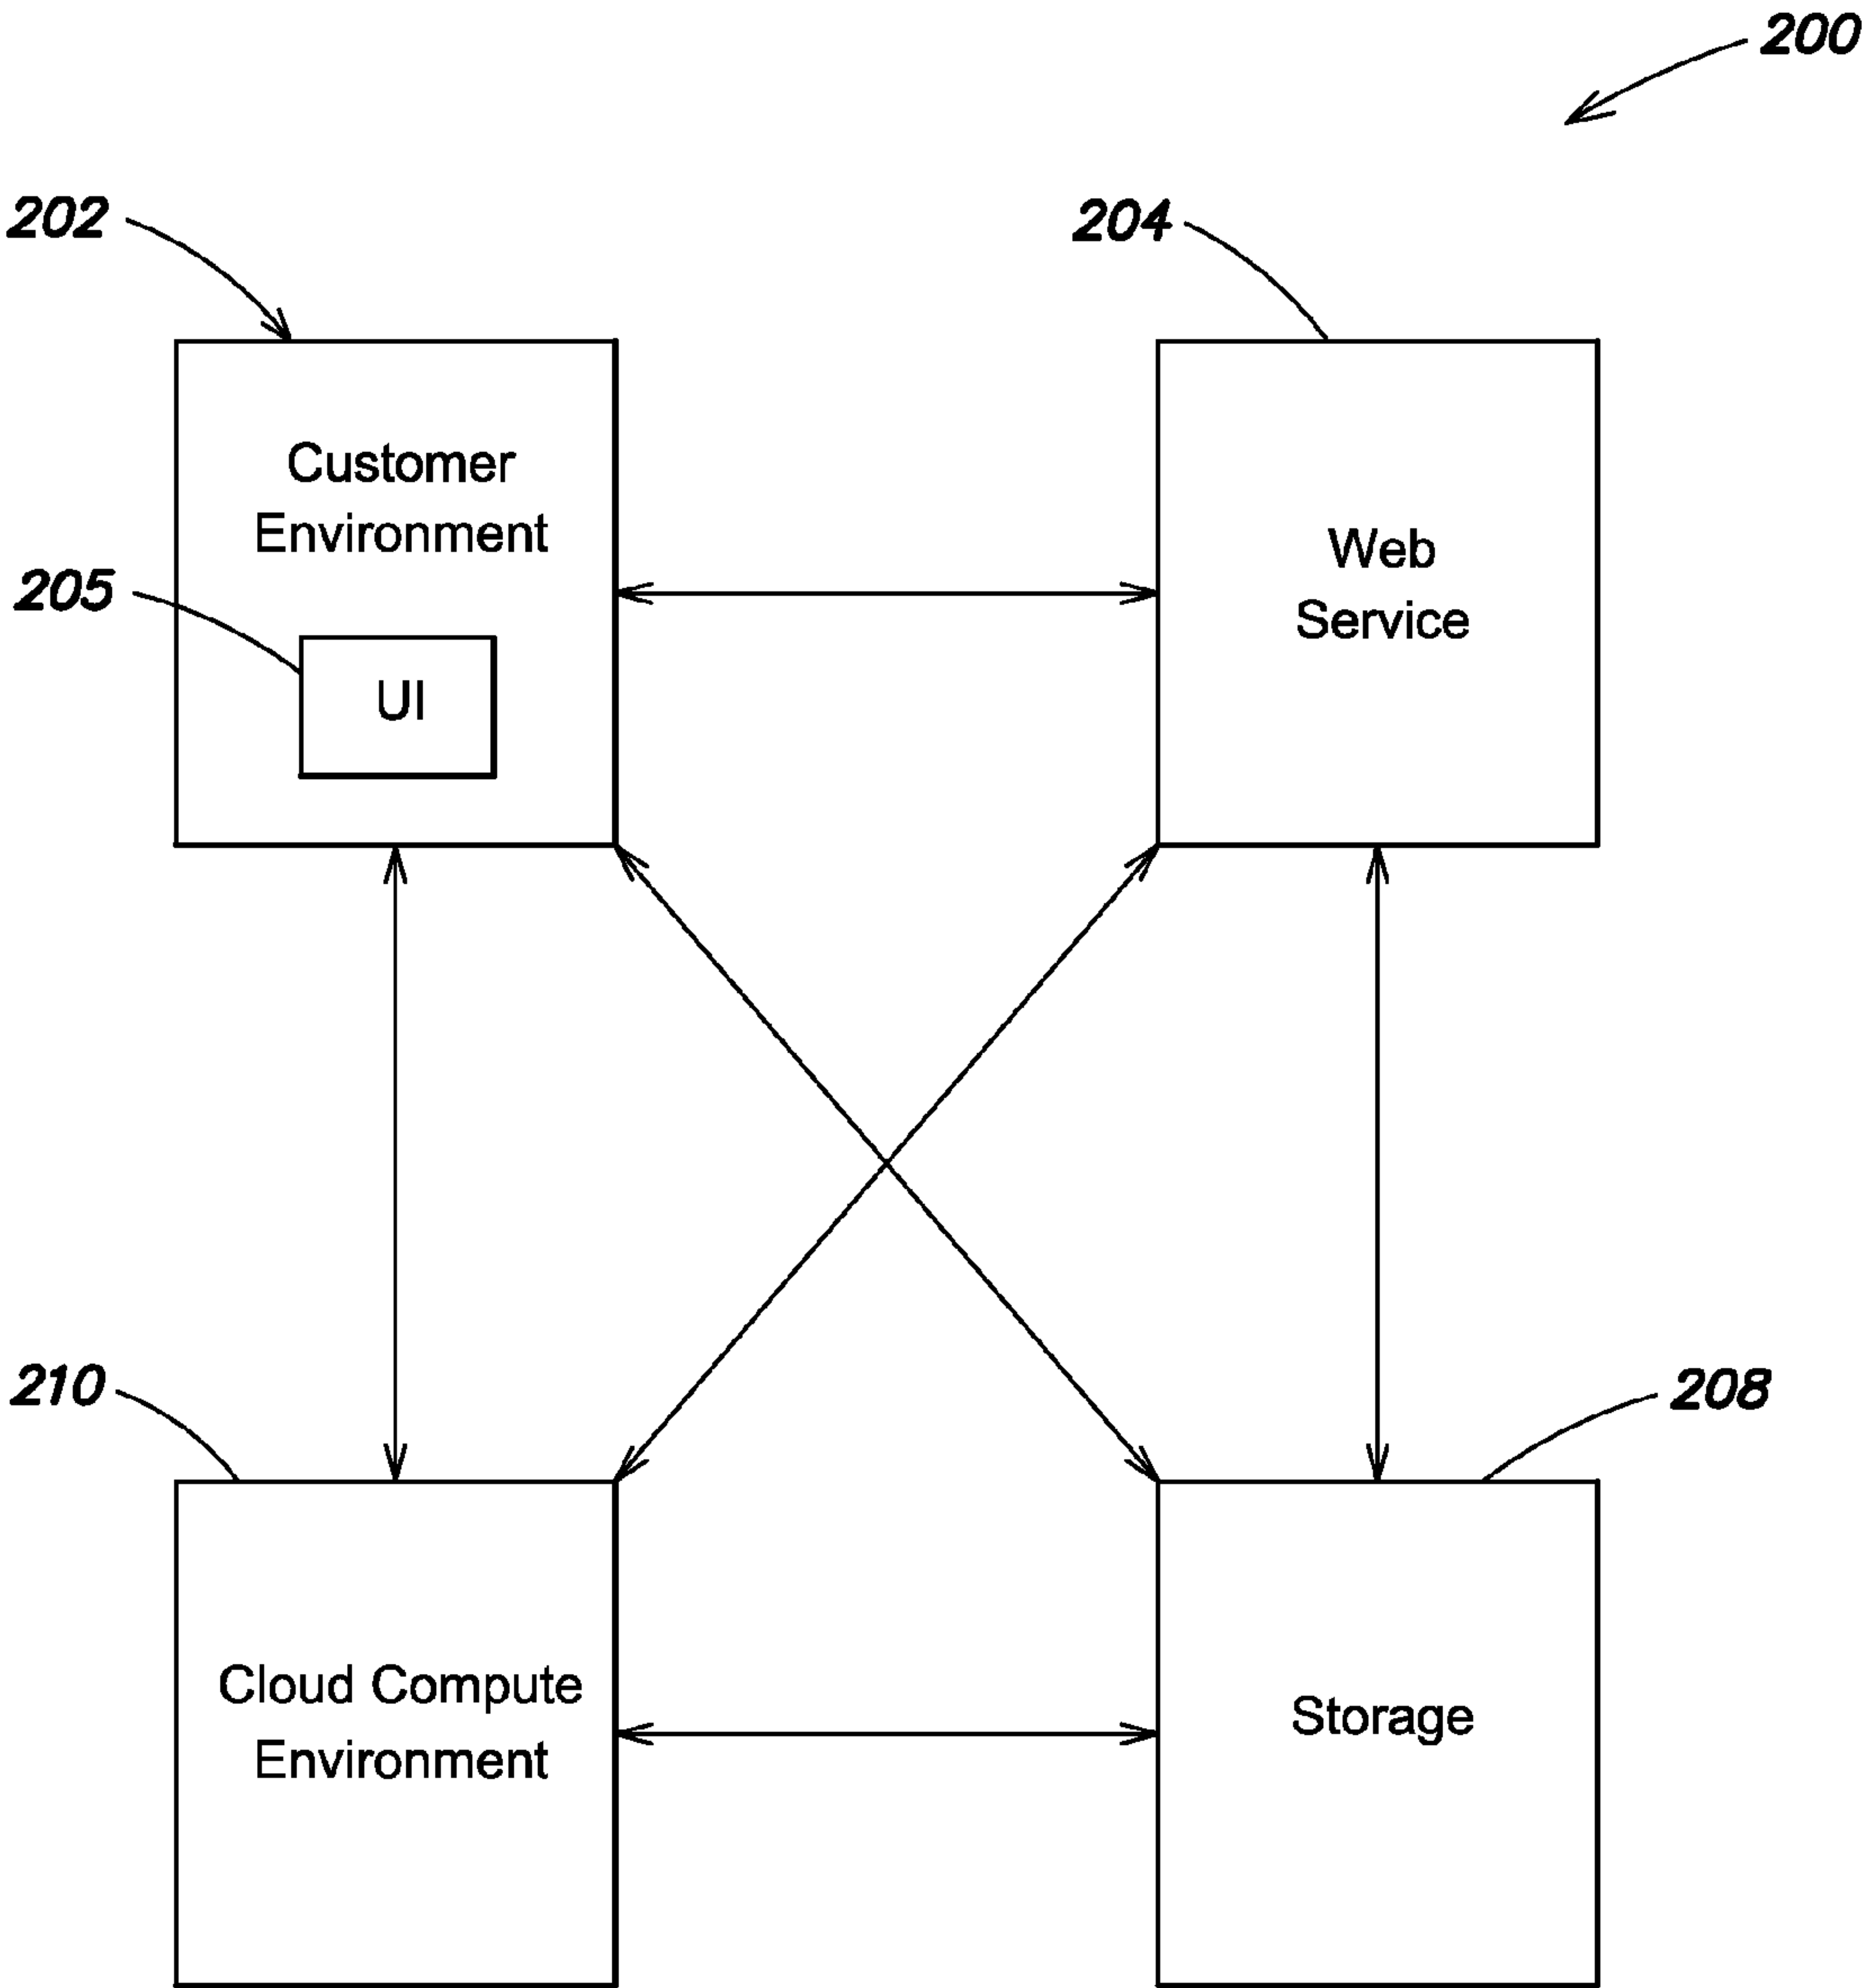 200
202
204
Customer
Environment
Web
Service
205
UI
210
208
Cloud Compute
Environment
Storage